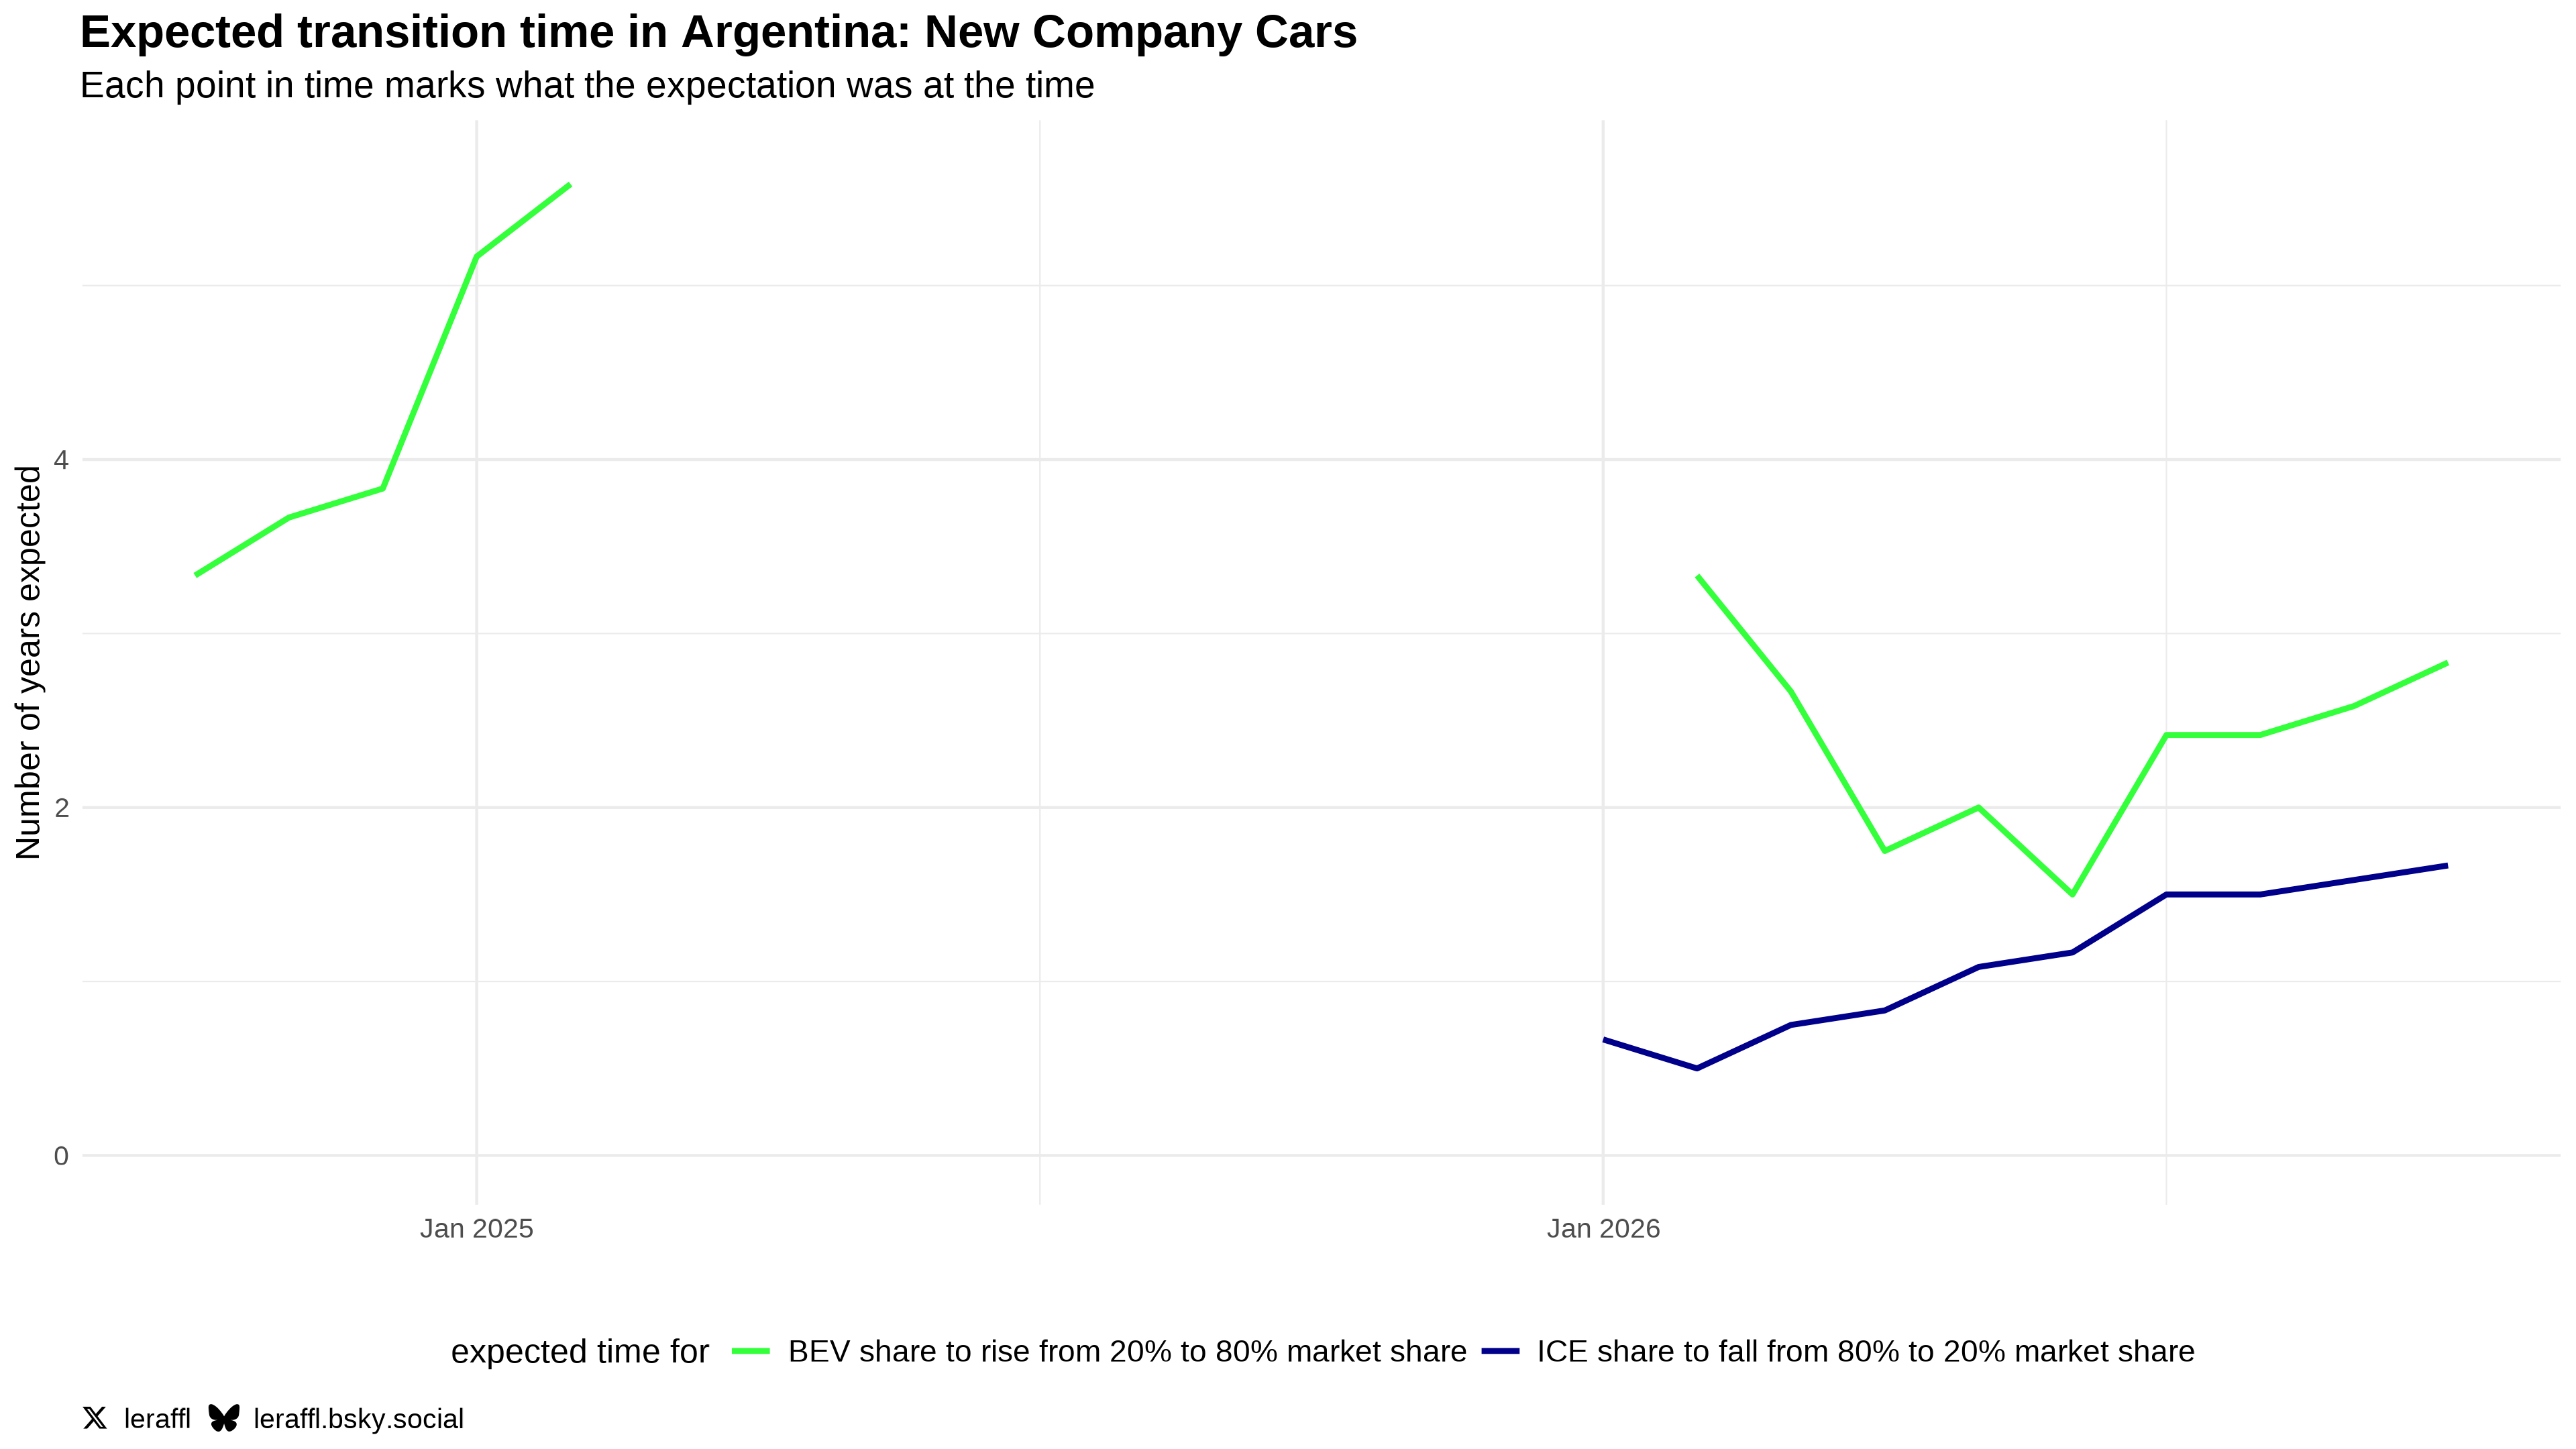 Expected transition time in Argentina: New Company Cars
Each point in time marks what the expectation was at the time
Number of years expected
4
2
0
Jan 2025
Jan 2026
expected time for
BEV share to rise from 20% to 80% market share
ICE share to fall from 80% to 20% market share
leraffl
leraffl.bsky.social